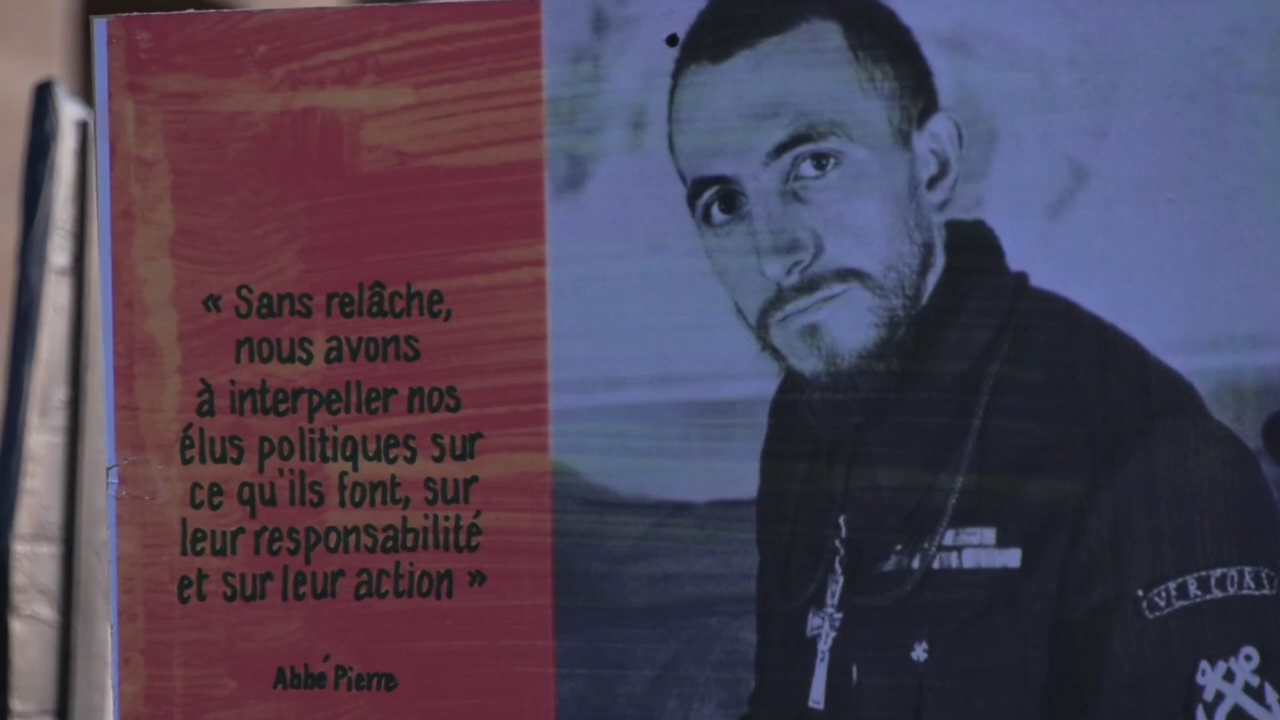 « Sans relâche,
nous avons
à interpeller nos
élus politiques sur
ce qu'ils font, sur
leur responsabilité
et sur leur action »
Abbé Pierre